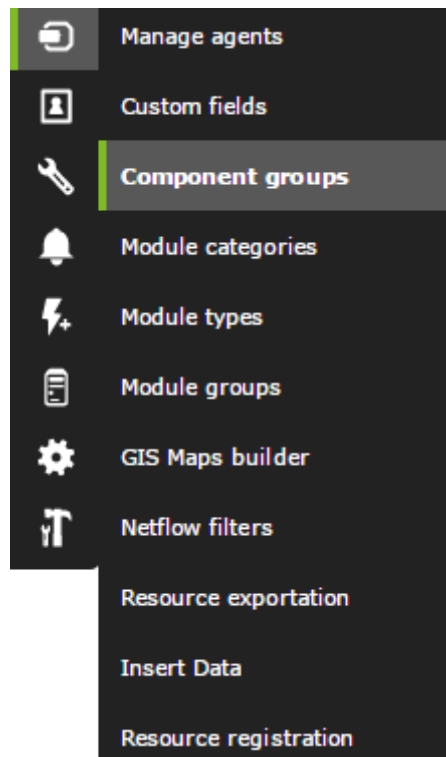 Manage agents
Custom fields
Component groups
Module categories
Module types
Module groups
GIS Maps builder
Netflow filters
Resource exportation
Insert Data
Resource registration